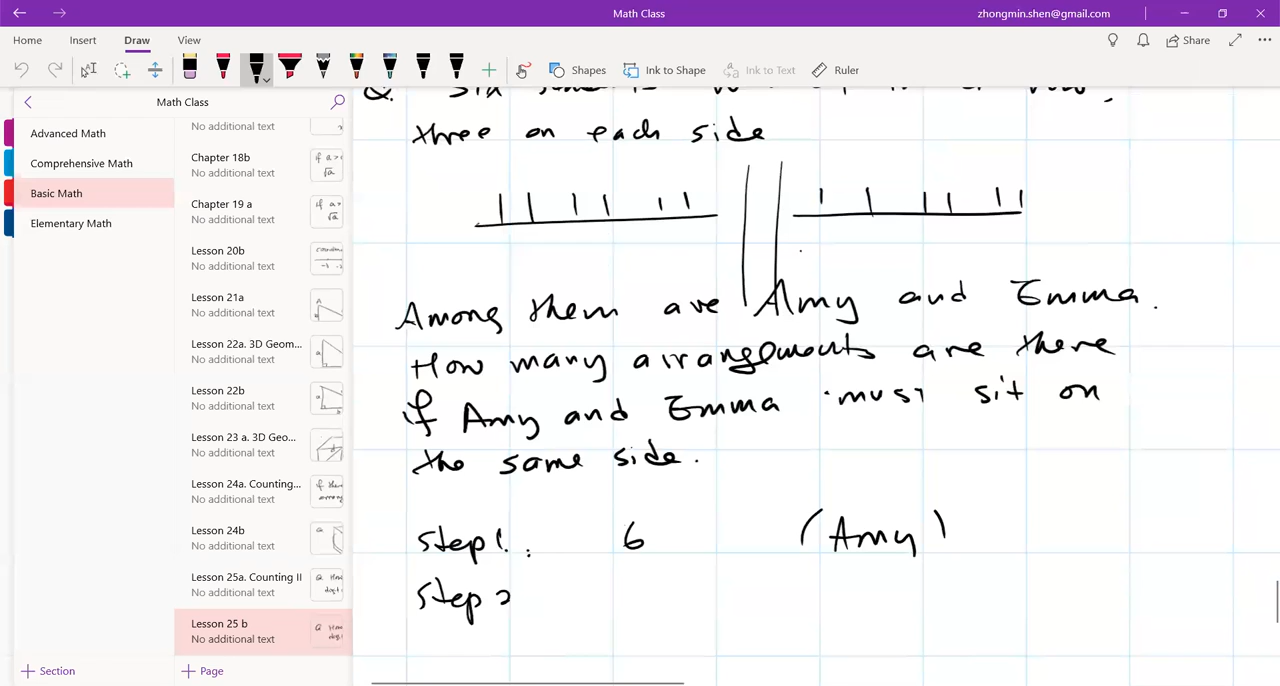 Math Class
zhongmin.shen@gmail.com
Home
Insert
Draw
View
Share
Shapes
Ink to Shape
Ink to Text
Ruler
Math Class
Advanced Math
Comprehensive Math
Basic Math
Elementary Math
No additional text
Chapter 18b
No additional text
Chapter 19 a
No additional text
Lesson 20b
No additional text
Lesson 21a
No additional text
Lesson 22a. 3D Geom...
No additional text
Lesson 22b
No additional text
Lesson 23 a. 3D Geo...
No additional text
Lesson 24a. Counting...
No additional text
Lesson 24b
No additional text
Lesson 25a. Counting II
No additional text
Lesson 25 b
No additional text
Section
Page
Q. Six
three on each side
Among them are Amy and Emma.
How many arrangements are there
if Amy and Emma must sit on
the same side.
step 1. : 6 (Amy)
step 2